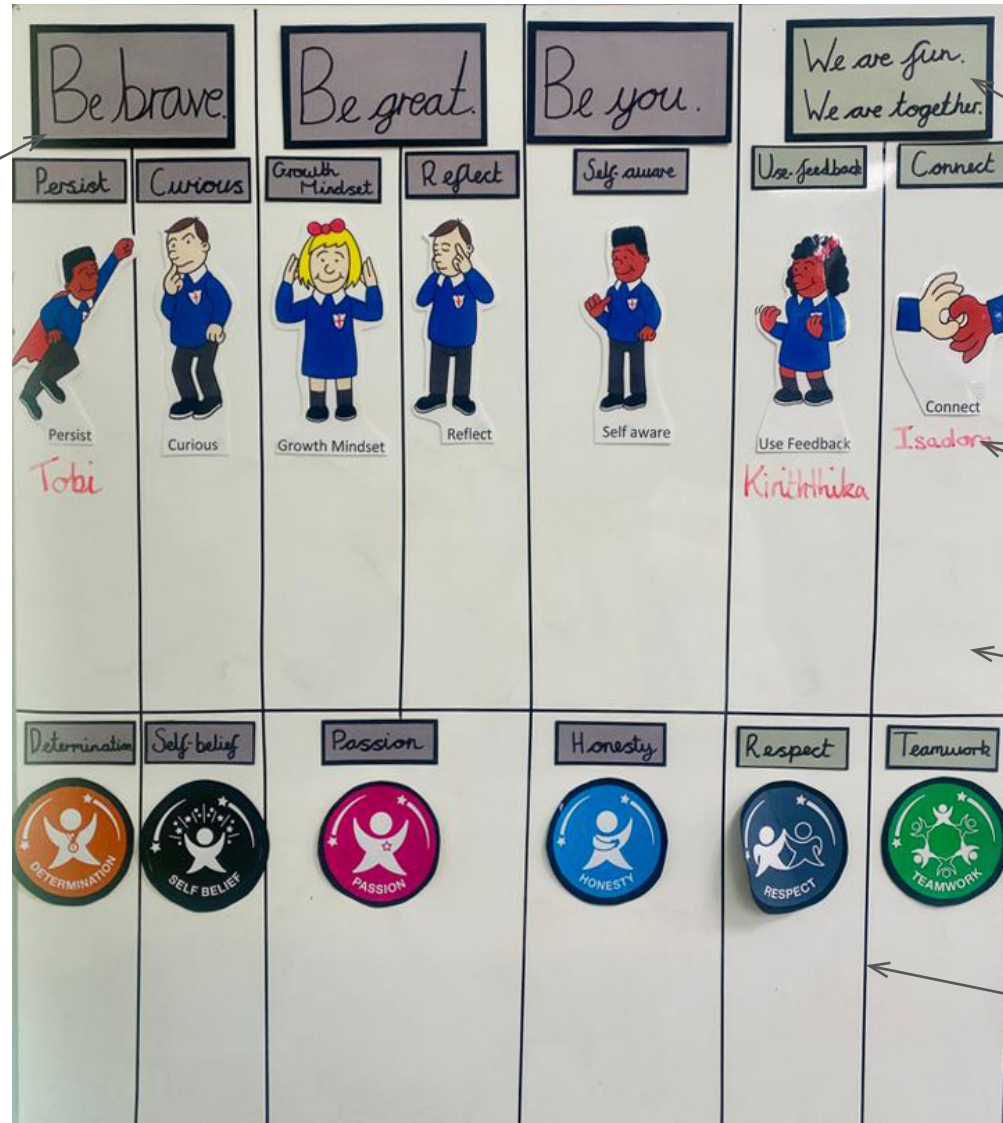 Be brave.
Be great.
Be you.
We are fun.
We are together.
Persist
Curious
Growth
Mindset
Reflect
Self-aware
Use-feedback
Connect
Persist
Curious
Growth Mindset
Reflect
Self aware
Use Feedback
Connect
Tobi
Kiriththika
Isadora
Determination
Self-belief
Passion
Honesty
Respect
Teamwork
DETERMINATION
SELF BELIEF
PASSION
HONESTY
RESPECT
TEAMWORK